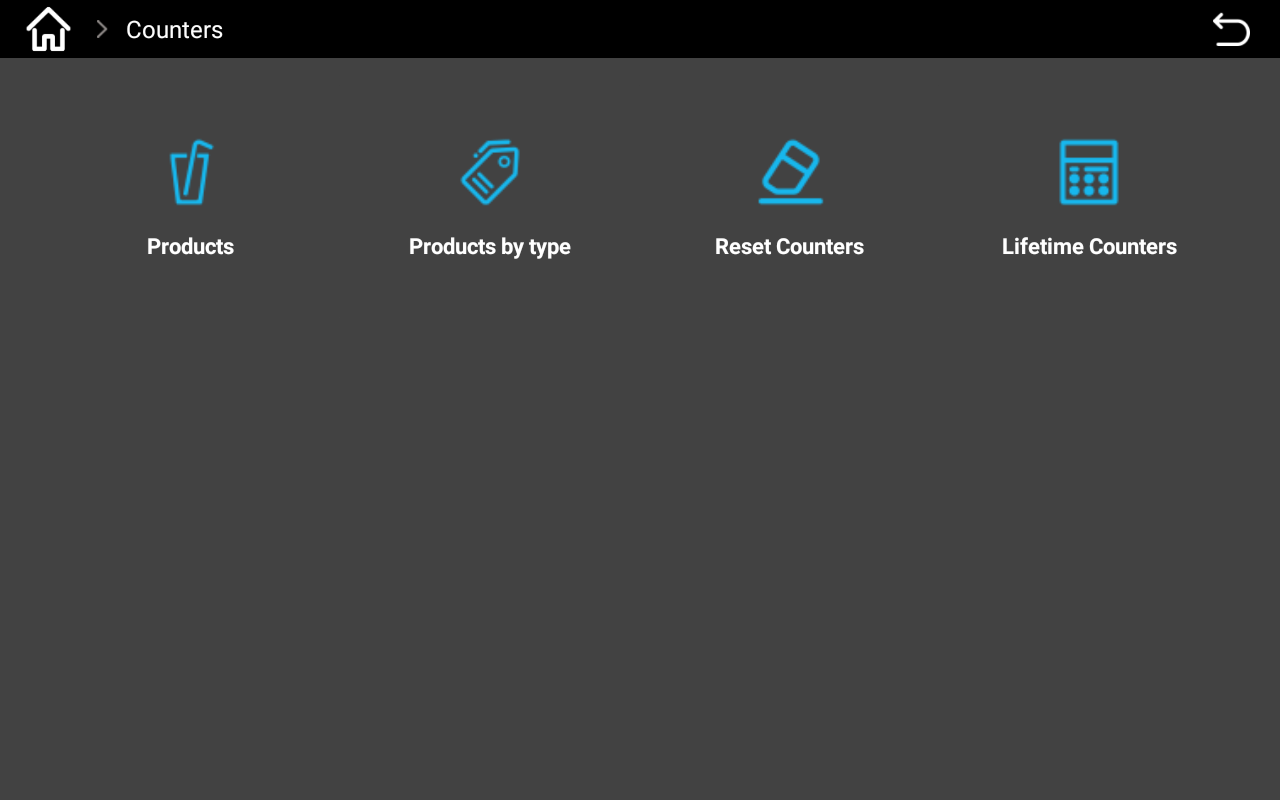 Counters
Products
Products by type
Reset Counters
Lifetime Counters